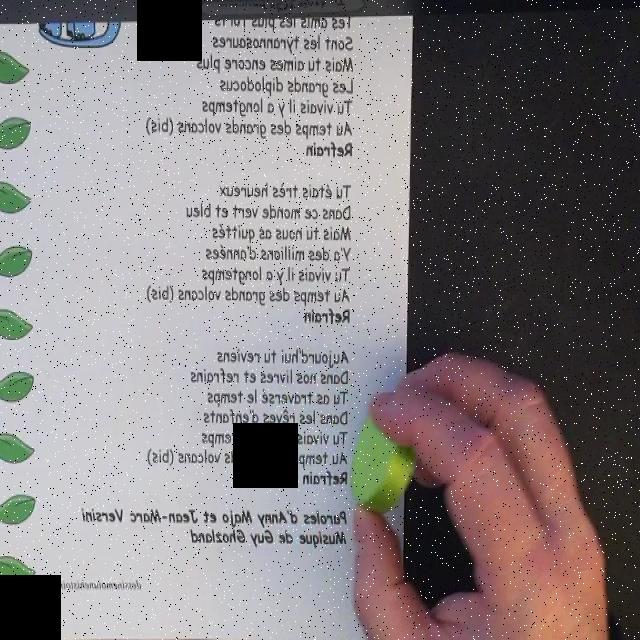 Tes amis les plus forts
Sont les tyrannosaures
Mais tu aimes encore plus
Les grands diplodocus
Tu vivais il y a longtemps
Au temps des grands volcans (bis)
Refrain
Tu étais très heureux
Dans ce monde vert et bleu
Mais tu nous as quittés
Y'a des millions d'années
Tu vivais il y a longtemps
Au temps des grands volcans (bis)
Refrain
Aujourd'hui tu reviens
Dans nos livres et refrains
Tu as traversé le temps
Dans les rêves d'enfants
Tu vivais temps
Au temps volcans (bis)
Refrain
Paroles d'Anny Majo et Jean-Marc Versini
Musique de Guy Ghozland